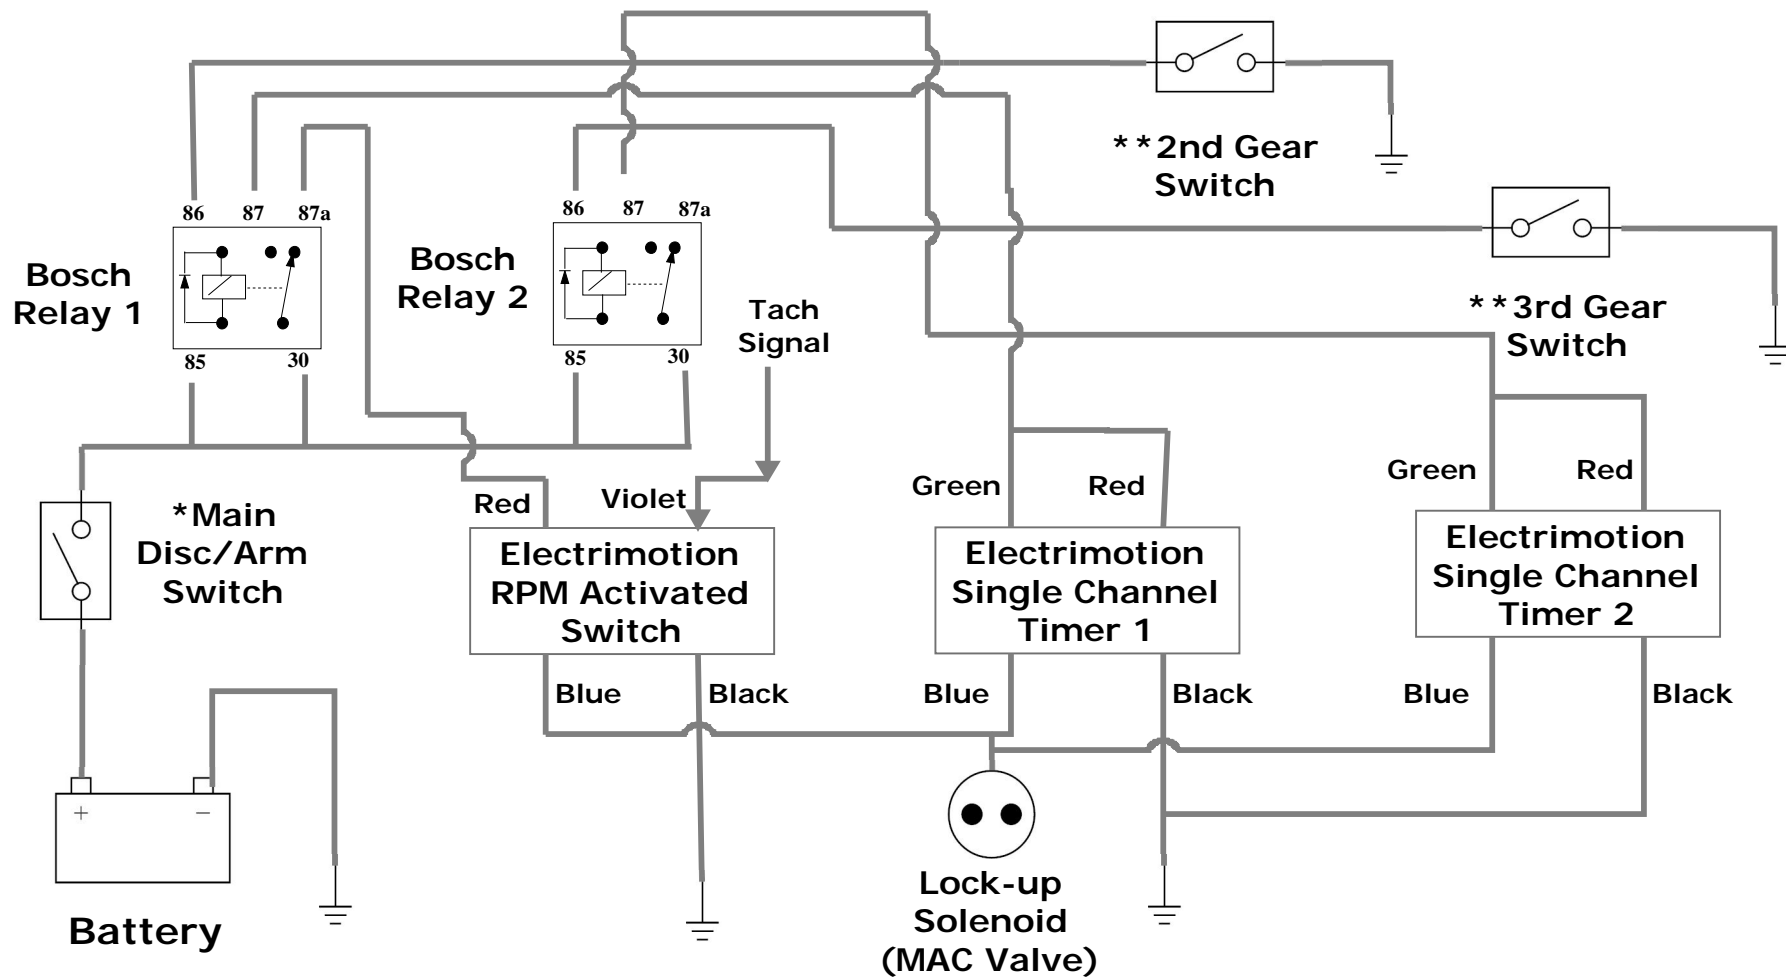 **2nd Gear
Switch
86 87 87a
86 87 87a
Bosch
Relay 1
Bosch
Relay 2
85 30
85 30
Tach
Signal
**3rd Gear
Switch
*Main
Disc/Arm
Switch
Red
Violet
Green
Red
Green
Red
Electrimotion
RPM Activated
Switch
Electrimotion
Single Channel
Timer 1
Electrimotion
Single Channel
Timer 2
Blue
Black
Blue
Black
Blue
Black
+ −
Battery
Lock-up
Solenoid
(MAC Valve)